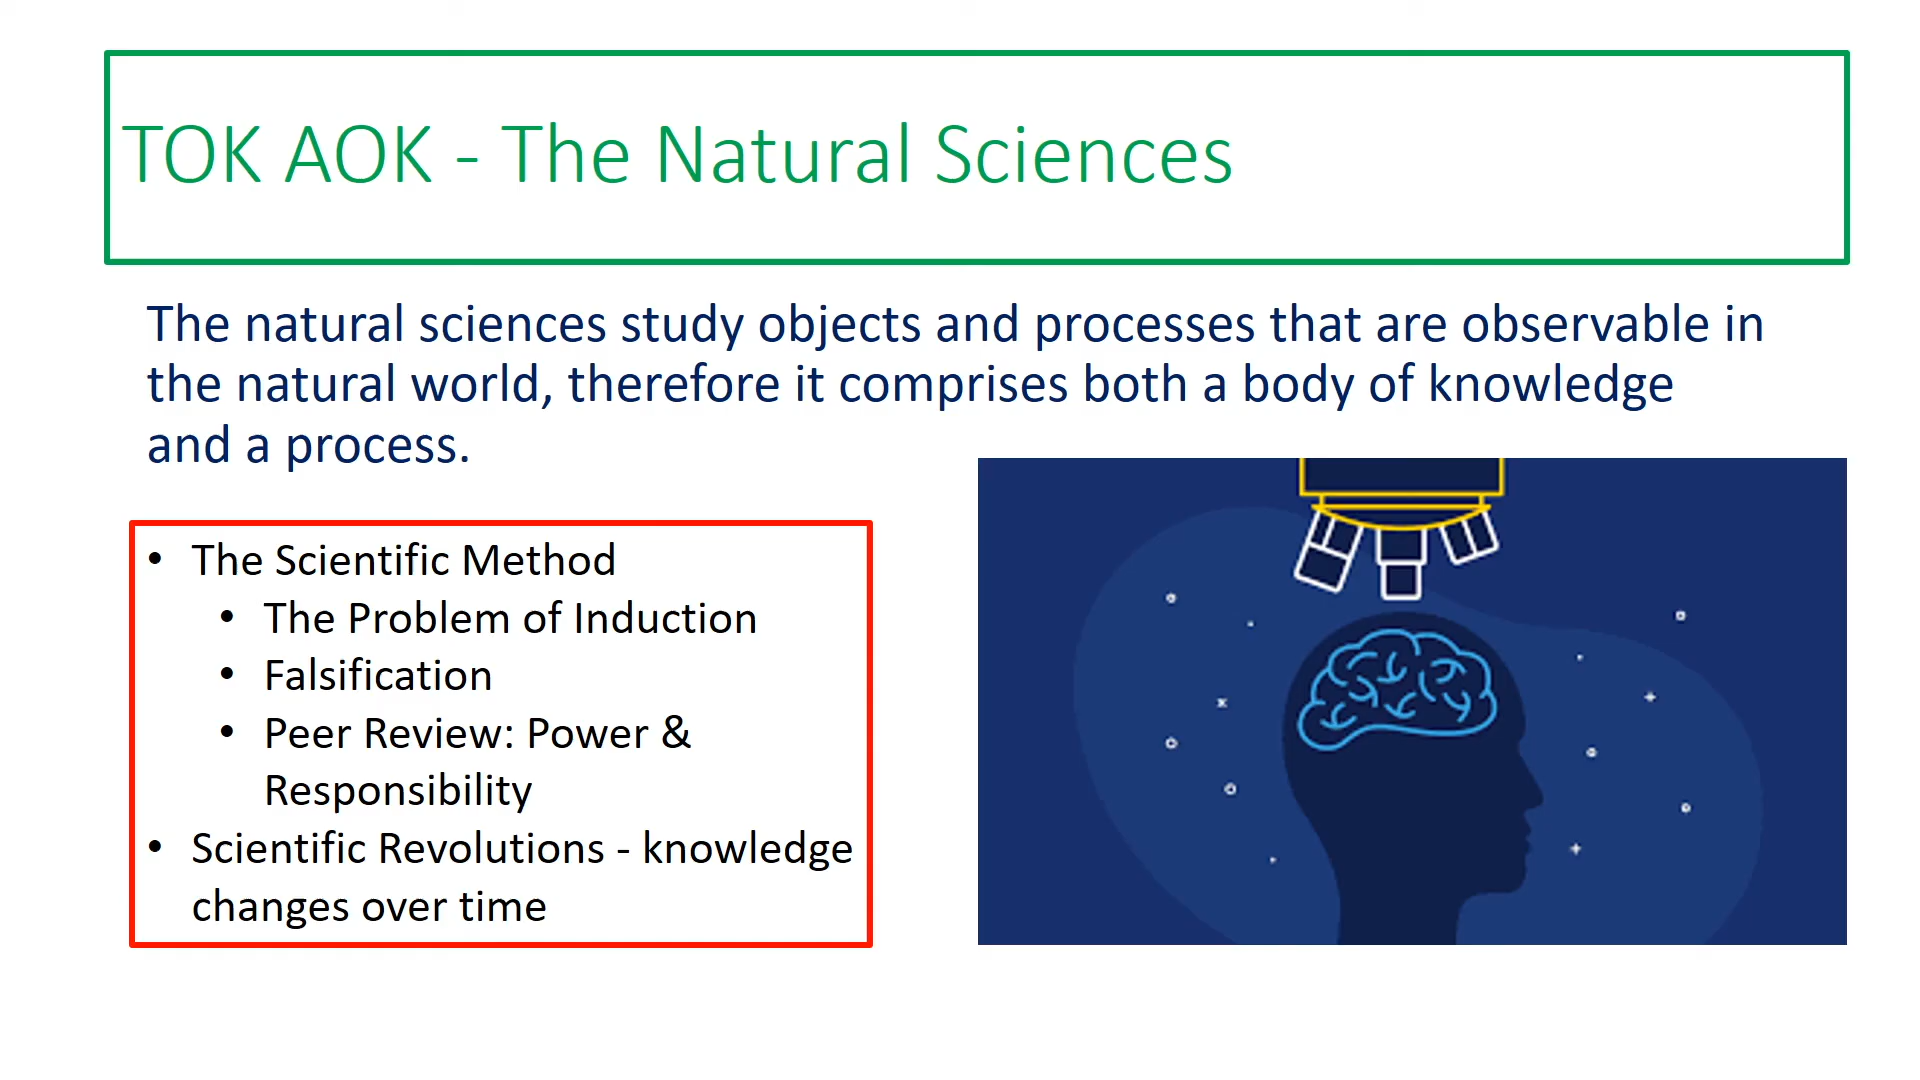 TOK AOK - The Natural Sciences
The natural sciences study objects and processes that are observable in
the natural world, therefore it comprises both a body of knowledge
and a process.
• The Scientific Method
• The Problem of Induction
• Falsification
• Peer Review: Power &
Responsibility
• Scientific Revolutions - knowledge
changes over time